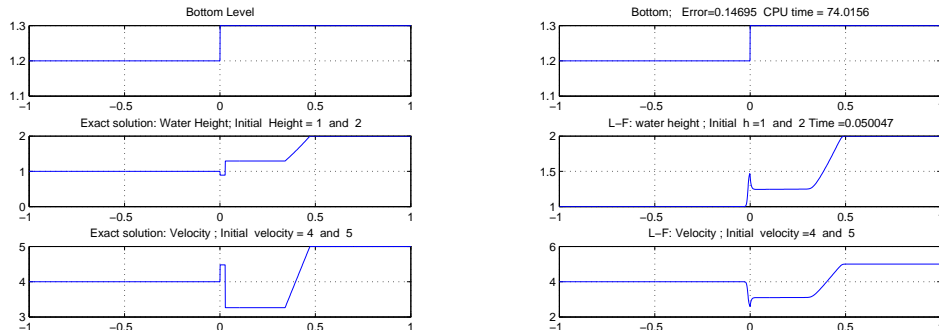 Bottom Level
1.3
1.2
1.1
−1 −0.5 0 0.5 1
Exact solution: Water Height; Initial Height = 1 and 2
2
1
0
−1 −0.5 0 0.5 1
Exact solution: Velocity ; Initial velocity = 4 and 5
5
4
3
−1 −0.5 0 0.5 1
Bottom; Error=0.14695 CPU time = 74.0156
1.3
1.2
1.1
−1 −0.5 0 0.5 1
L−F: water height ; Initial h =1 and 2 Time =0.050047
2
1.5
1
−1 −0.5 0 0.5 1
L−F: Velocity ; Initial velocity =4 and 5
6
4
2
−1 −0.5 0 0.5 1